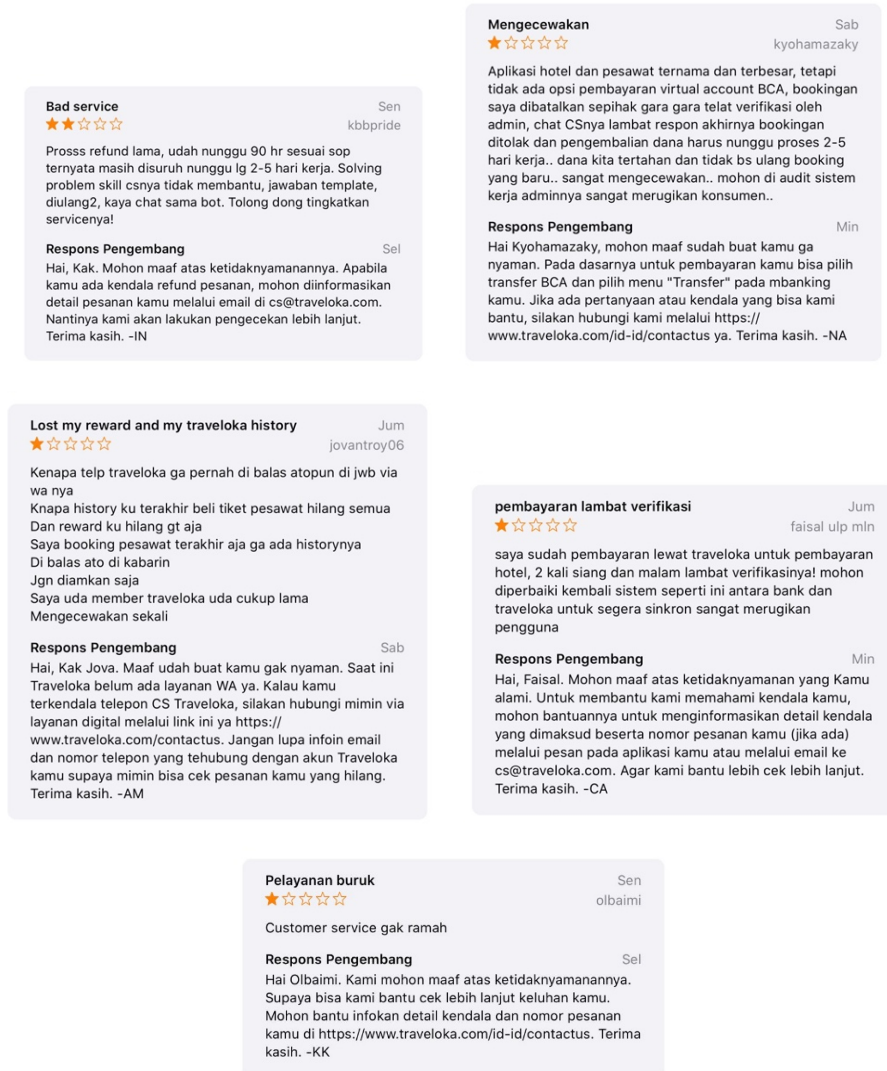 Bad service
Sen
kbbpride
Prosss refund lama, udah nunggu 90 hr sesuai sop
ternyata masih disuruh nunggu lg 2-5 hari kerja. Solving
problem skill csnya tidak membantu, jawaban template,
diulang2, kaya chat sama bot. Tolong dong tingkatkan
servicenya!
Respons Pengembang
Sel
Hai, Kak. Mohon maaf atas ketidaknyamanannya. Apabila
kamu ada kendala refund pesanan, mohon diinformasikan
detail pesanan kamu melalui email di cs@traveloka.com.
Nantinya kami akan lakukan pengecekan lebih lanjut.
Terima kasih. -IN
Mengecewakan
Sab
kyohamazaky
Aplikasi hotel dan pesawat ternama dan terbesar, tetapi
tidak ada opsi pembayaran virtual account BCA, bookingan
saya dibatalkan sepihak gara gara telat verifikasi oleh
admin, chat CSnya lambat respon akhirnya bookingan
ditolak dan pengembalian dana harus nunggu proses 2-5
hari kerja.. dana kita tertahan dan tidak bs ulang booking
yang baru.. sangat mengecewakan.. mohon di audit sistem
kerja adminnya sangat merugikan konsumen..
Respons Pengembang
Min
Hai Kyohamazaky, mohon maaf sudah buat kamu ga
nyaman. Pada dasarnya untuk pembayaran kamu bisa pilih
transfer BCA dan pilih menu "Transfer" pada mbanking
kamu. Jika ada pertanyaan atau kendala yang bisa kami
bantu, silakan hubungi kami melalui https://
www.traveloka.com/id-id/contactus ya. Terima kasih. -NA
Lost my reward and my traveloka history
Jum
jovantroy06
Kenapa telp traveloka ga pernah di balas atopun di jwb via
wa nya
Knapa history ku terakhir beli tiket pesawat hilang semua
Dan reward ku hilang gt aja
Saya booking pesawat terakhir aja ga ada historynya
Di balas ato di kabarin
Jgn diamkan saja
Saya uda member traveloka uda cukup lama
Mengecewakan sekali
Respons Pengembang
Sab
Hai, Kak Jova. Maaf udah buat kamu gak nyaman. Saat ini
Traveloka belum ada layanan WA ya. Kalau kamu
terkendala telepon CS Traveloka, silakan hubungi mimin via
layanan digital melalui link ini ya https://
www.traveloka.com/contactus. Jangan lupa infoin email
dan nomor telepon yang tehubung dengan akun Traveloka
kamu supaya mimin bisa cek pesanan kamu yang hilang.
Terima kasih. -AM
pembayaran lambat verifikasi
Jum
faisal ulp mln
saya sudah pembayaran lewat traveloka untuk pembayaran
hotel, 2 kali siang dan malam lambat verifikasinya! mohon
diperbaiki kembali sistem seperti ini antara bank dan
traveloka untuk segera sinkron sangat merugikan
pengguna
Respons Pengembang
Min
Hai, Faisal. Mohon maaf atas ketidaknyamanan yang Kamu
alami. Untuk membantu kami memahami kendala kamu,
mohon bantuannya untuk menginformasikan detail kendala
yang dimaksud beserta nomor pesanan kamu (jika ada)
melalui pesan pada aplikasi kamu atau melalui email ke
cs@traveloka.com. Agar kami bantu lebih cek lebih lanjut.
Terima kasih. -CA
Pelayanan buruk
Sen
olbaimi
Customer service gak ramah
Respons Pengembang
Sel
Hai Olbaimi. Kami mohon maaf atas ketidaknyamanannya.
Supaya bisa kami bantu cek lebih lanjut keluhan kamu.
Mohon bantu infokan detail kendala dan nomor pesanan
kamu di https://www.traveloka.com/id-id/contactus. Terima
kasih. -KK